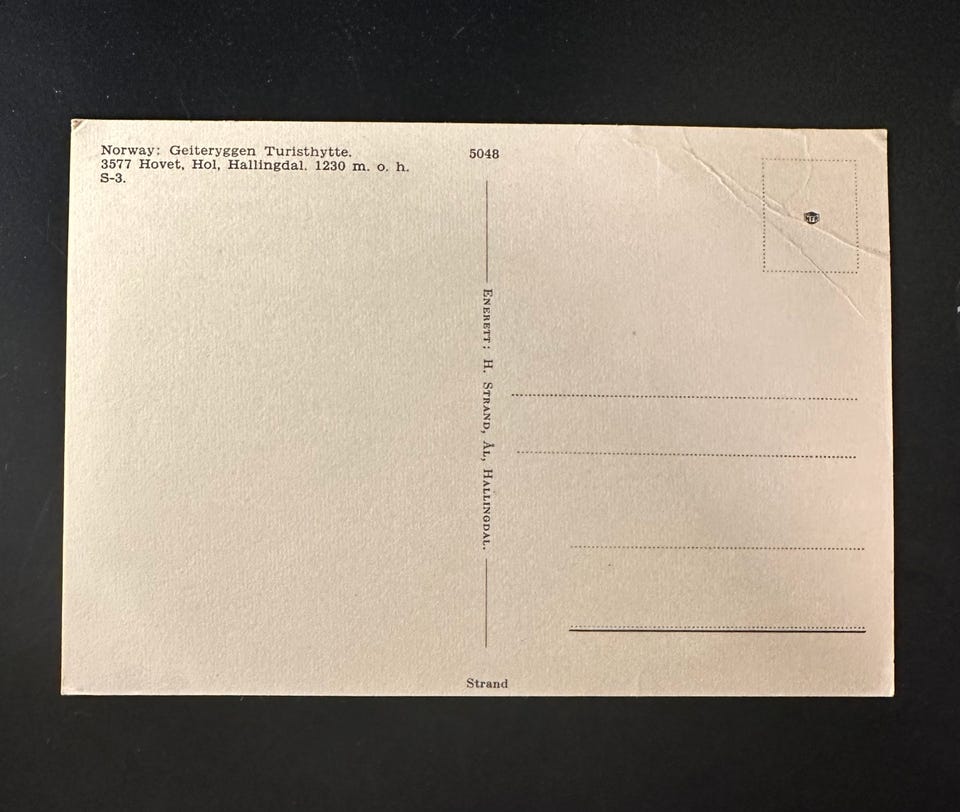 Norway: Geiteryggen Turisthytte.
3577 Hovet, Hol, Hallingdal. 1230 m. o. h.
S-3.
5048
Enerett: H. Strand, Ål, Hallingdal.
Strand